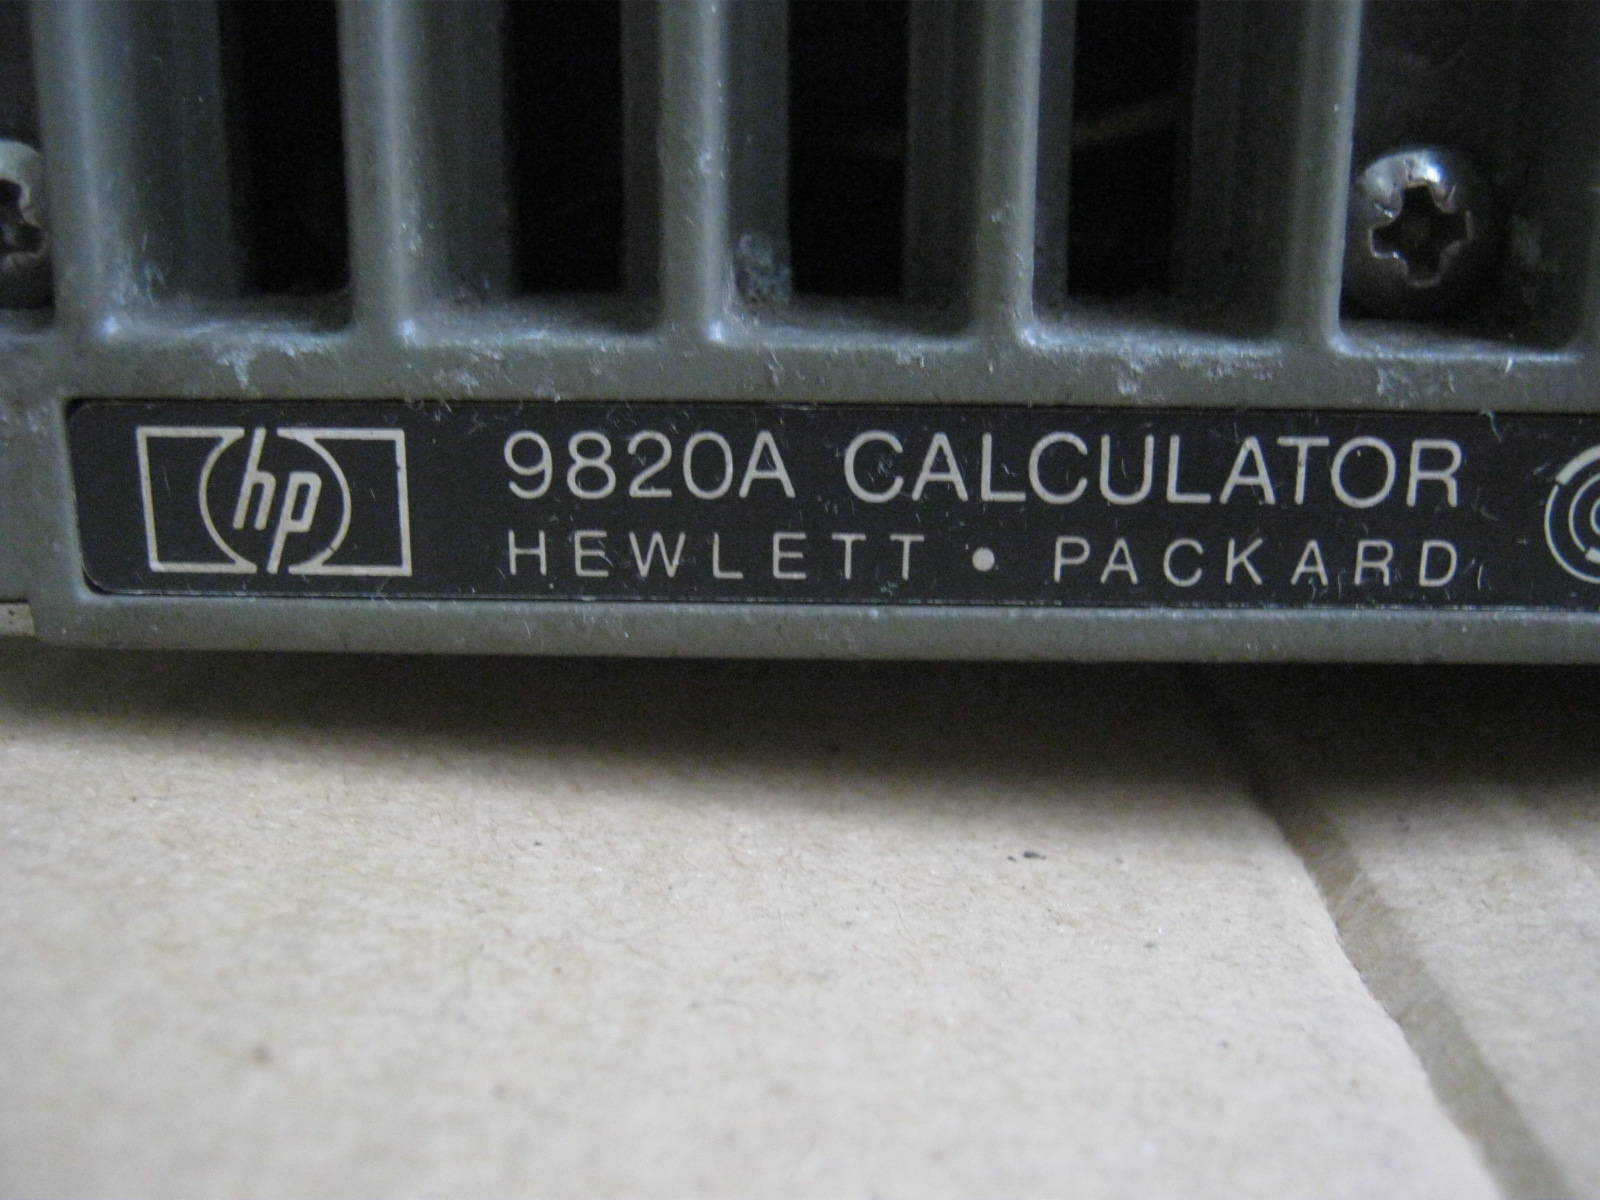 hp
9820A CALCULATOR
HEWLETT • PACKARD